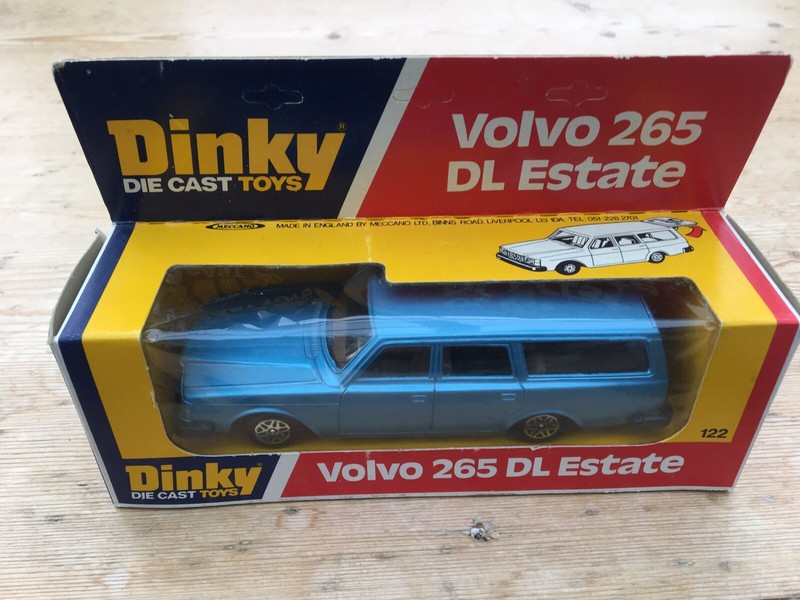 Dinky®
DIE CAST TOYS
Volvo 265
DL Estate
MECCANO
MADE IN ENGLAND BY MECCANO LTD, BINNS ROAD, LIVERPOOL L13 1DA. TEL. 051-228 2701
122
Dinky
DIE CAST TOYS
Volvo 265 DL Estate